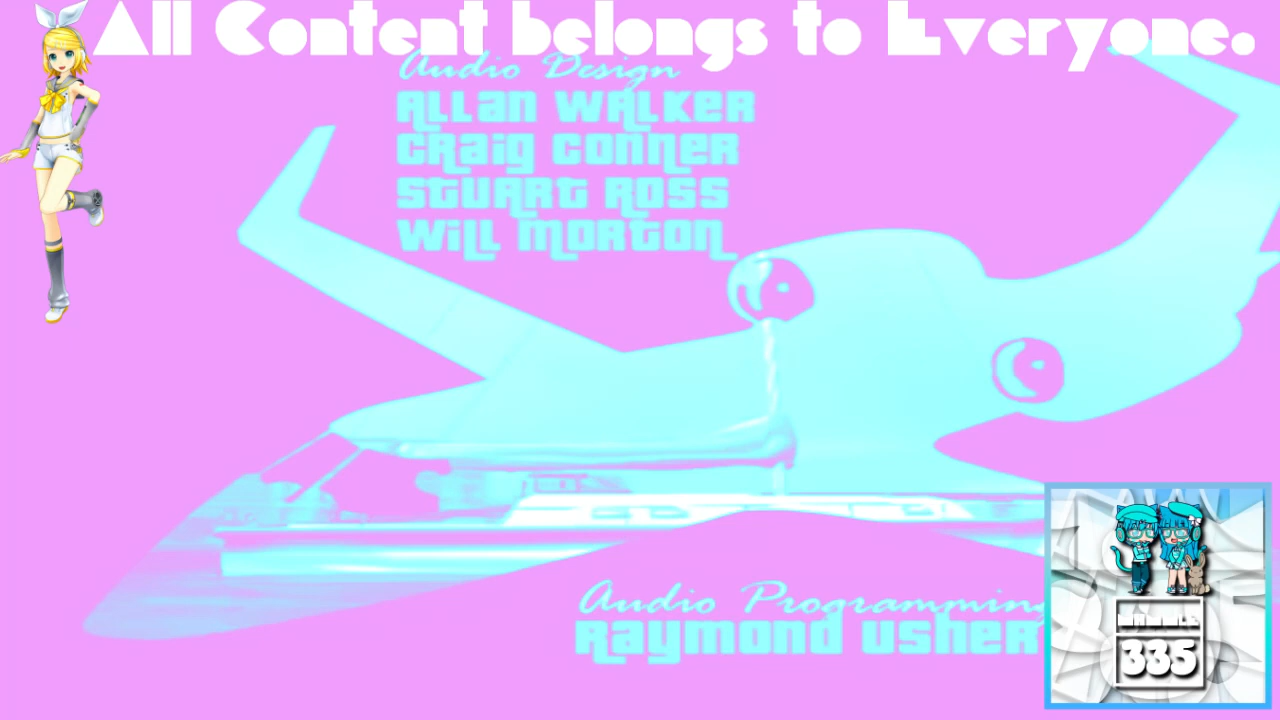 All Content belongs to Everyone.
Audio Design
ALLAN WALKER
CRAIG CONNER
STUART ROSS
WILL MORTON
Audio Programming
RAYMOND USHER
335